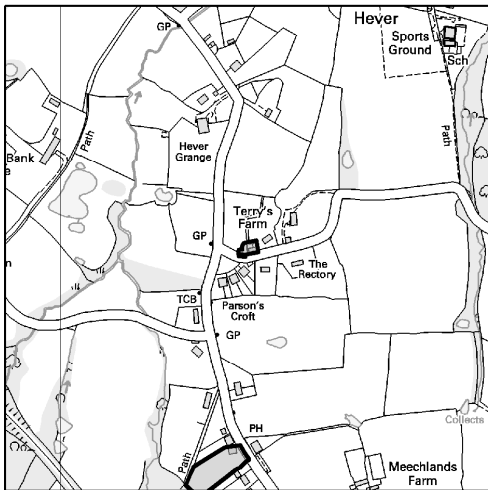 GP
Hever
Sports
Ground
Sch
Path
Path
Bank
Hever
Grange
Terry's
Farm
GP
The
Rectory
TCB
Parson's
Croft
GP
Collects
PH
Path
Meechlands
Farm